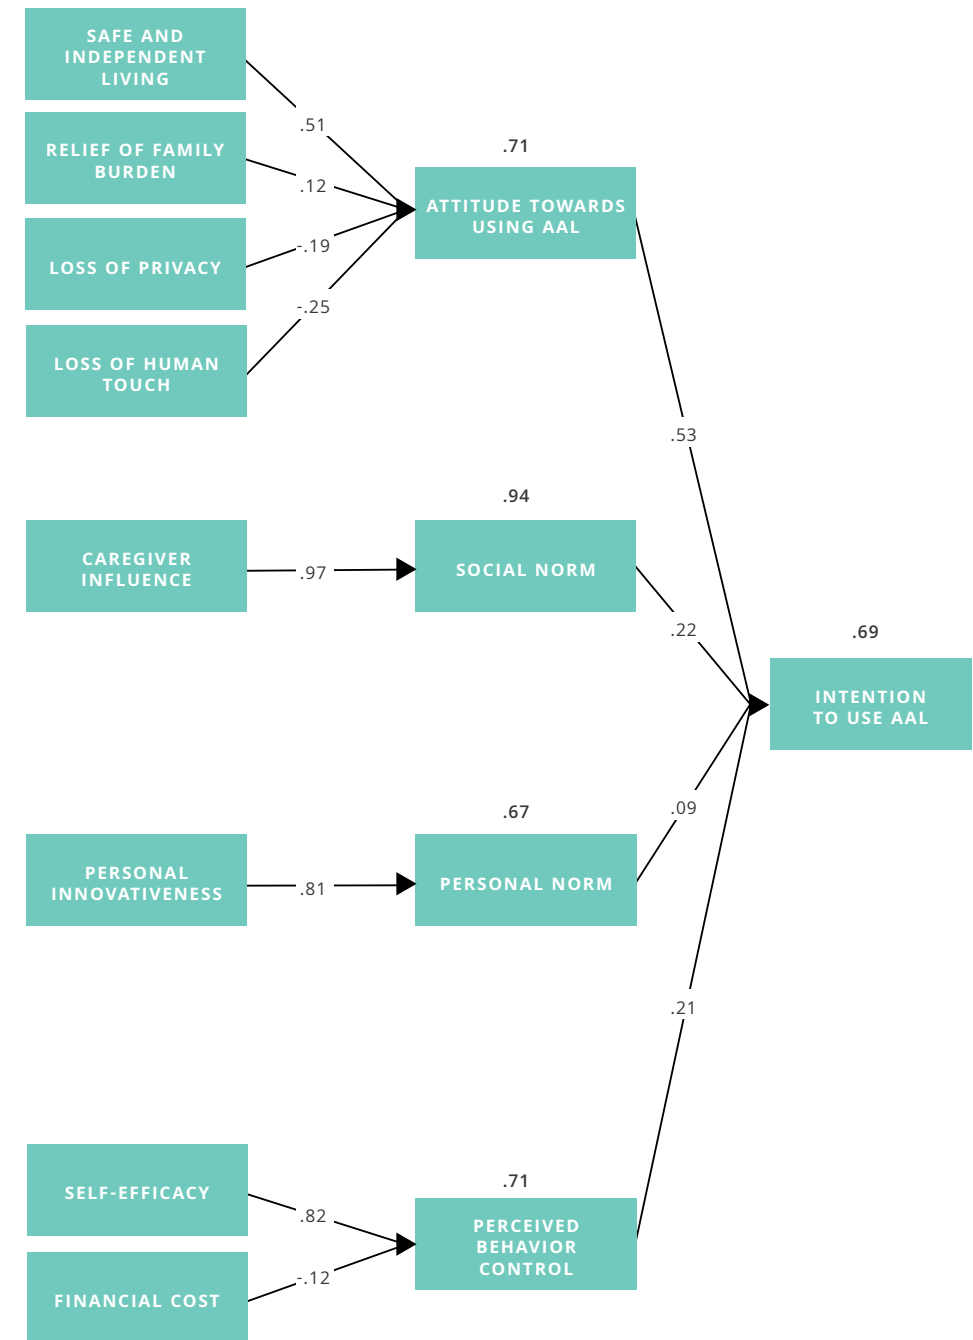 SAFE AND
INDEPENDENT
LIVING
RELIEF OF FAMILY
BURDEN
LOSS OF PRIVACY
LOSS OF HUMAN
TOUCH
.51
.12
-.19
-.25
.71
ATTITUDE TOWARDS
USING AAL
.53
CAREGIVER
INFLUENCE
.97
.94
SOCIAL NORM
.22
.69
INTENTION
TO USE AAL
PERSONAL
INNOVATIVENESS
.81
.67
PERSONAL NORM
.09
.21
SELF-EFFICACY
FINANCIAL COST
.82
-.12
.71
PERCEIVED
BEHAVIOR
CONTROL